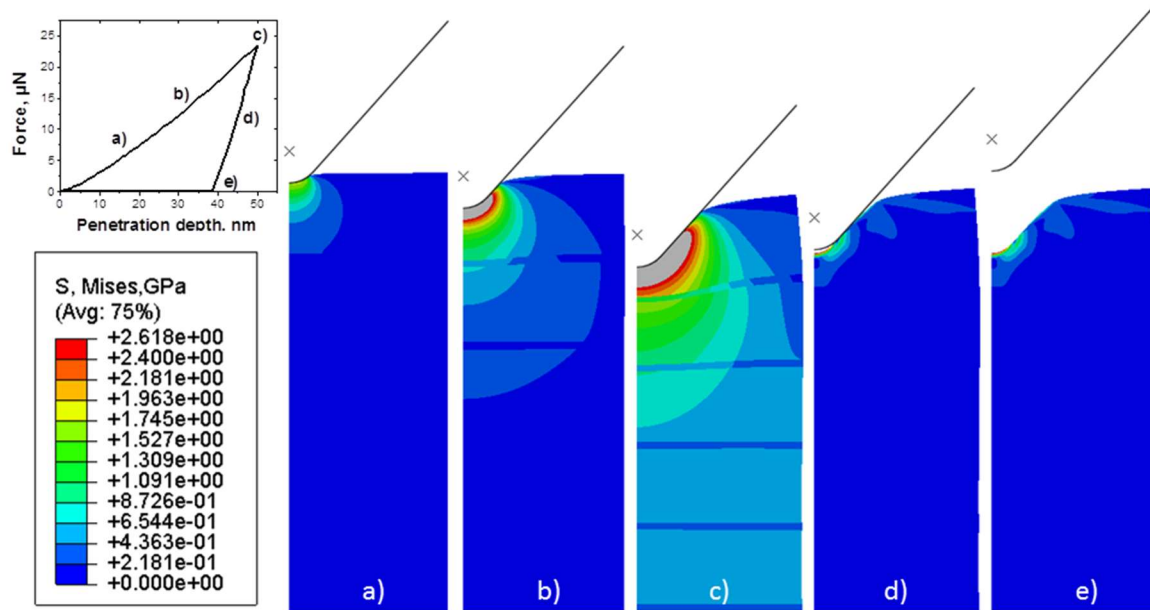 c)
25
20
b)
15
a)
d)
10
5
e)
0
0 10 20 30 40 50
Force, µN
Penetration depth. nm
S, Mises,GPa
(Avg: 75%)
+2.618e+00
+2.400e+00
+2.181e+00
+1.963e+00
+1.745e+00
+1.527e+00
+1.309e+00
+1.091e+00
+8.726e-01
+6.544e-01
+4.363e-01
+2.181e-01
+0.000e+00
a) b) c) d) e)